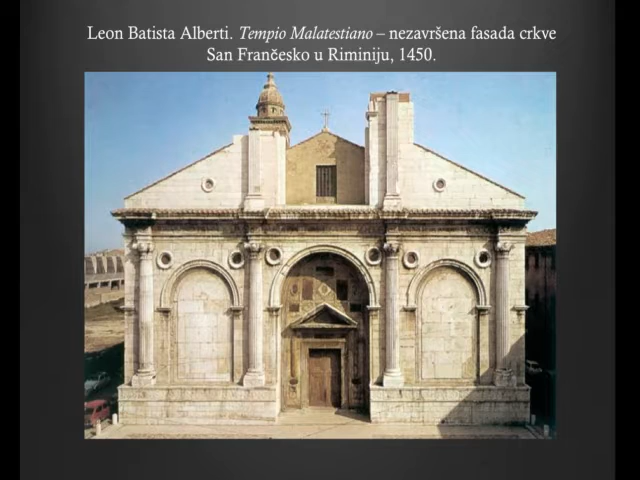 Leon Batista Alberti. Tempio Malatestiano – nezavršena fasada crkve
San Frančesko u Riminiju, 1450.